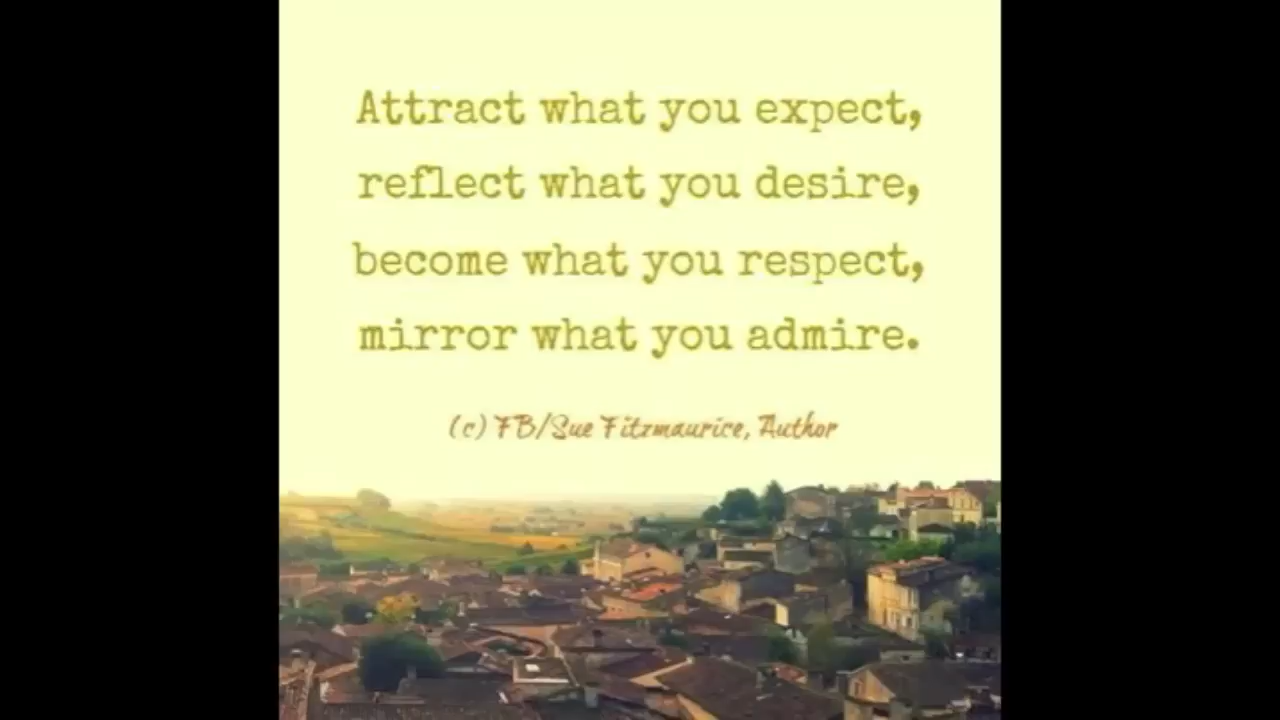 Attract what you expect,
reflect what you desire,
become what you respect,
mirror what you admire.
(c) FB/Sue Fitzmaurice, Author